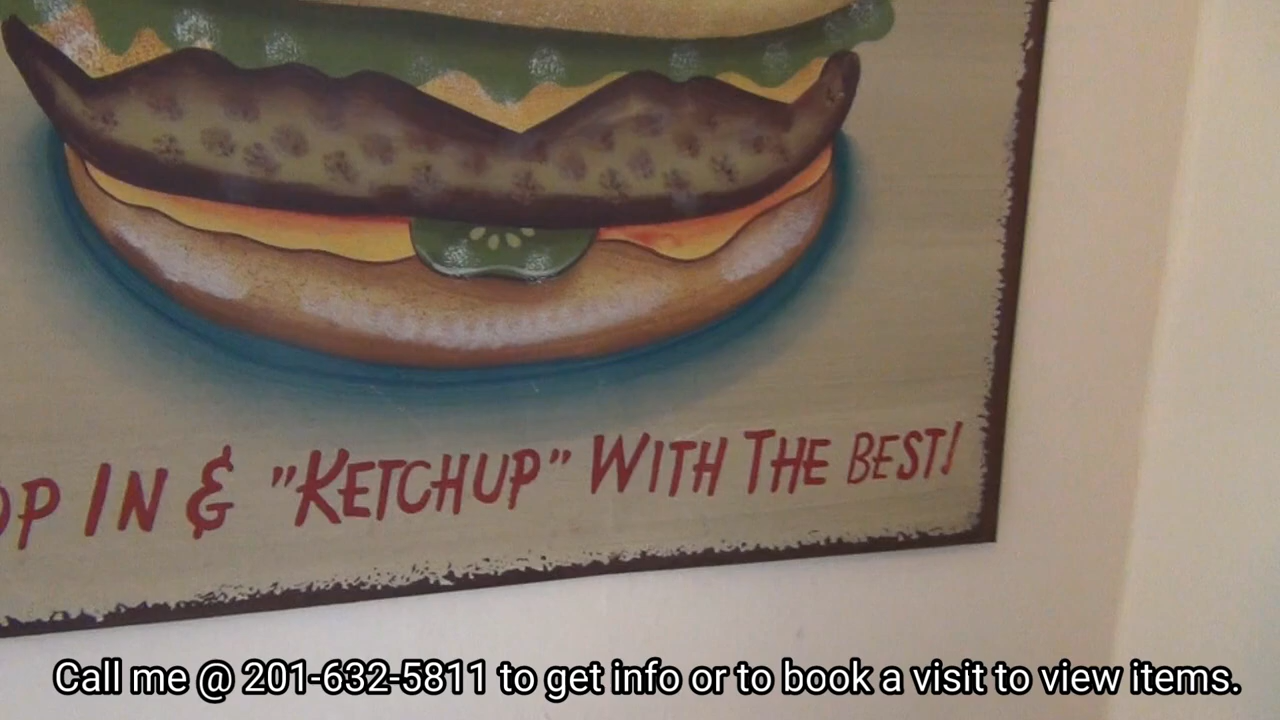 IN & "KETCHUP" WITH THE BEST!
Call me @ 201-632-5811 to get info or to book a visit to view items.